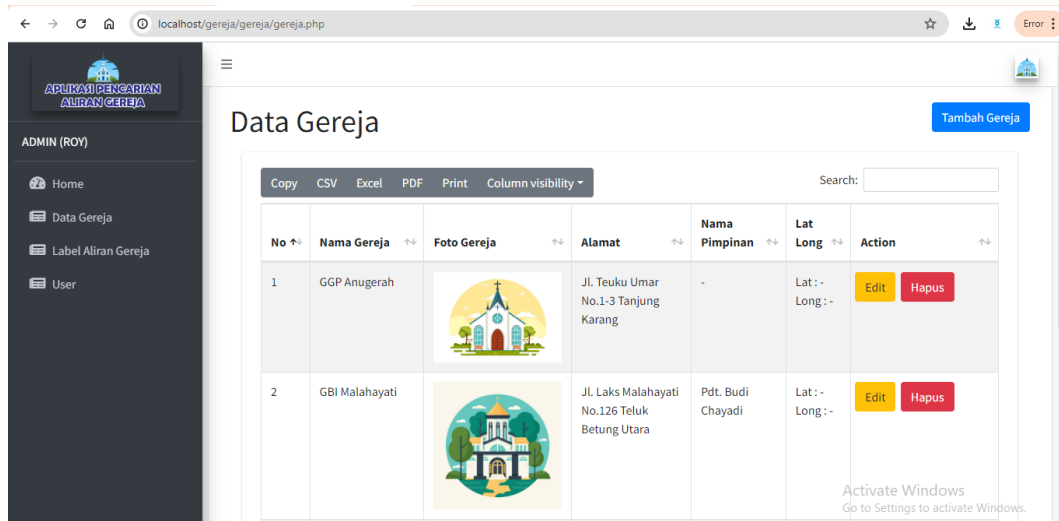 localhost/gereja/gereja/gereja.php
Error
APLIKASI PENCARIAN
ALIRAN GEREJA
ADMIN (ROY)
Home
Data Gereja
Label Aliran Gereja
User
Data Gereja
Tambah Gereja
Copy CSV Excel PDF Print Column visibility
Search:
No Nama Gereja Foto Gereja Alamat Nama Pimpinan Lat Long Action
1 GGP Anugerah Jl. Teuku Umar - Lat : - Edit Hapus
No.1-3 Tanjung Long : -
Karang
2 GBI Malahayati Jl. Laks Malahayati Pdt. Budi Lat : - Edit Hapus
No.126 Teluk Chayadi Long : -
Betung Utara
Activate Windows
Go to Settings to activate Windows.